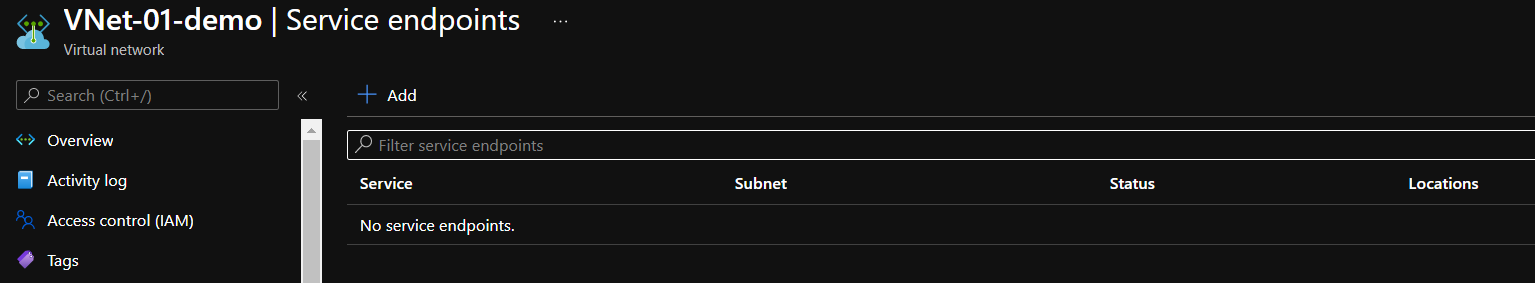 VNet-01-demo | Service endpoints ...
Virtual network
Search (Ctrl+/) «
+ Add
Filter service endpoints
Overview
Activity log
Access control (IAM)
Tags
Service Subnet Status Locations
No service endpoints.